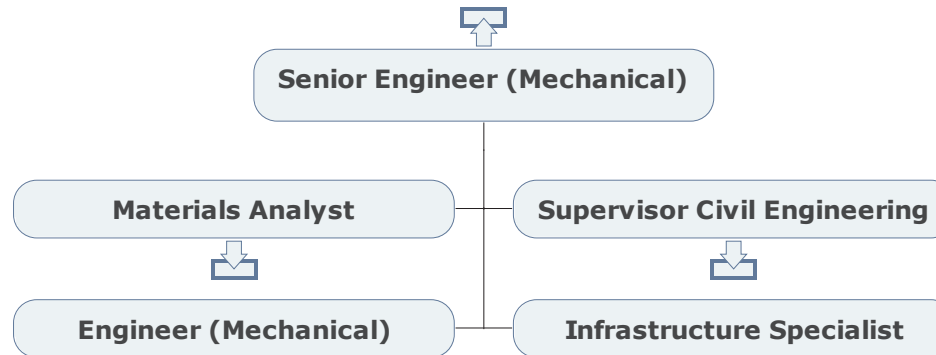 Senior Engineer (Mechanical)
Materials Analyst
Supervisor Civil Engineering
Engineer (Mechanical)
Infrastructure Specialist